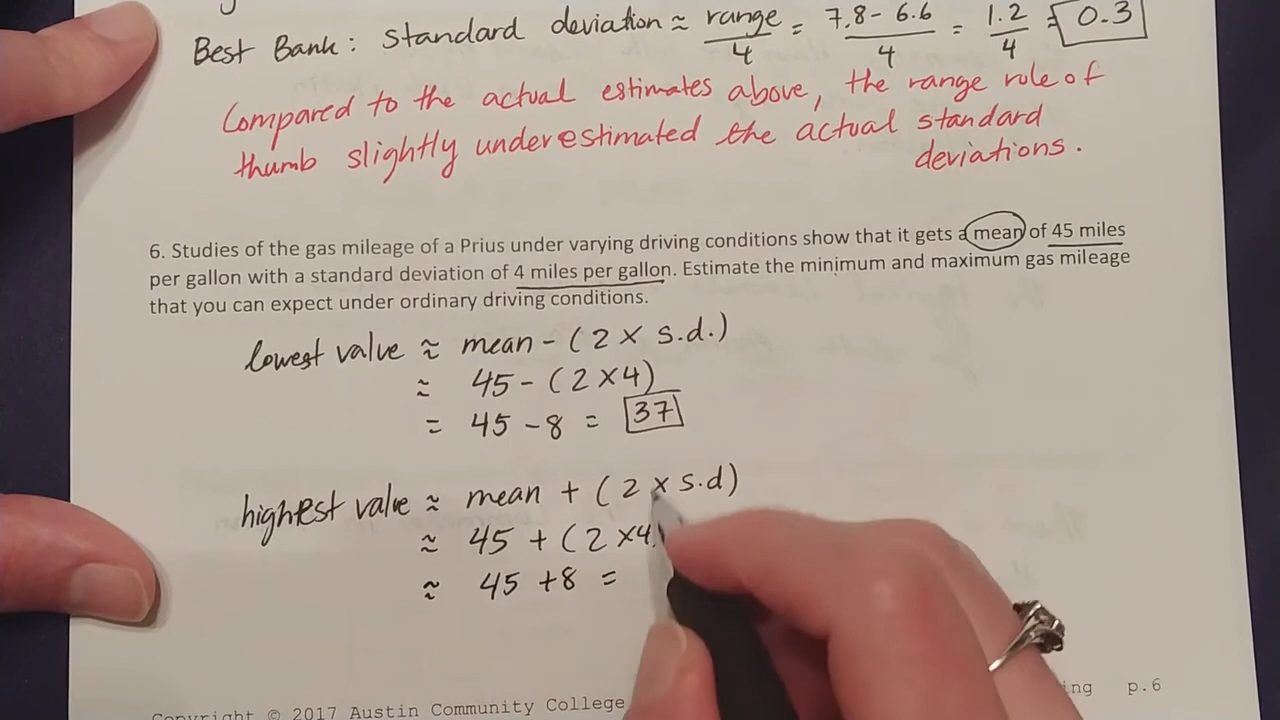 Best Bank: Standard deviation ≈ range/4 = 7.8 - 6.6/4 = 1.2/4 = 0.3
Compared to the actual estimates above, the range rule of
thumb slightly underestimated the actual standard
deviations.
6. Studies of the gas mileage of a Prius under varying driving conditions show that it gets a mean of 45 miles
per gallon with a standard deviation of 4 miles per gallon. Estimate the minimum and maximum gas mileage
that you can expect under ordinary driving conditions.
lowest value ≈ mean - (2 x s.d.)
≈ 45 - (2 x 4)
= 45 - 8 = 37
highest value ≈ mean + (2 x s.d)
≈ 45 + (2 x 4
≈ 45 + 8 =
Copyright © 2017 Austin Community College p.6